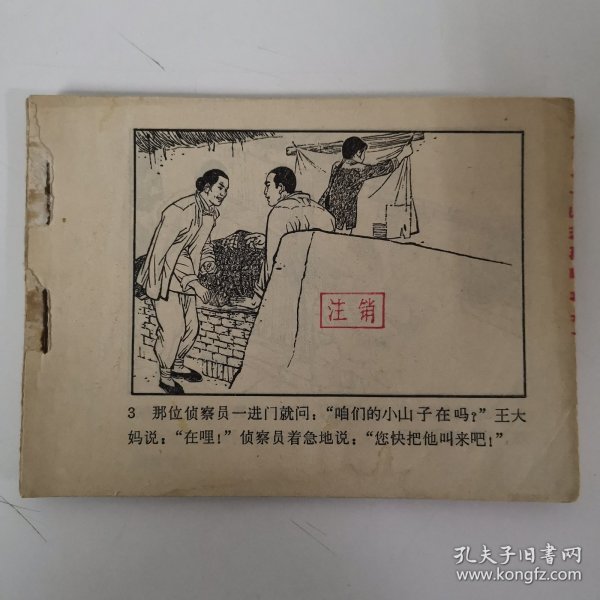 注销
3 那位侦察员一进门就问：“咱们的小山子在吗？”王大
妈说：“在哩！”侦察员着急地说：“您快把他叫来吧！”
孔夫子旧書网
www.kongfz.com